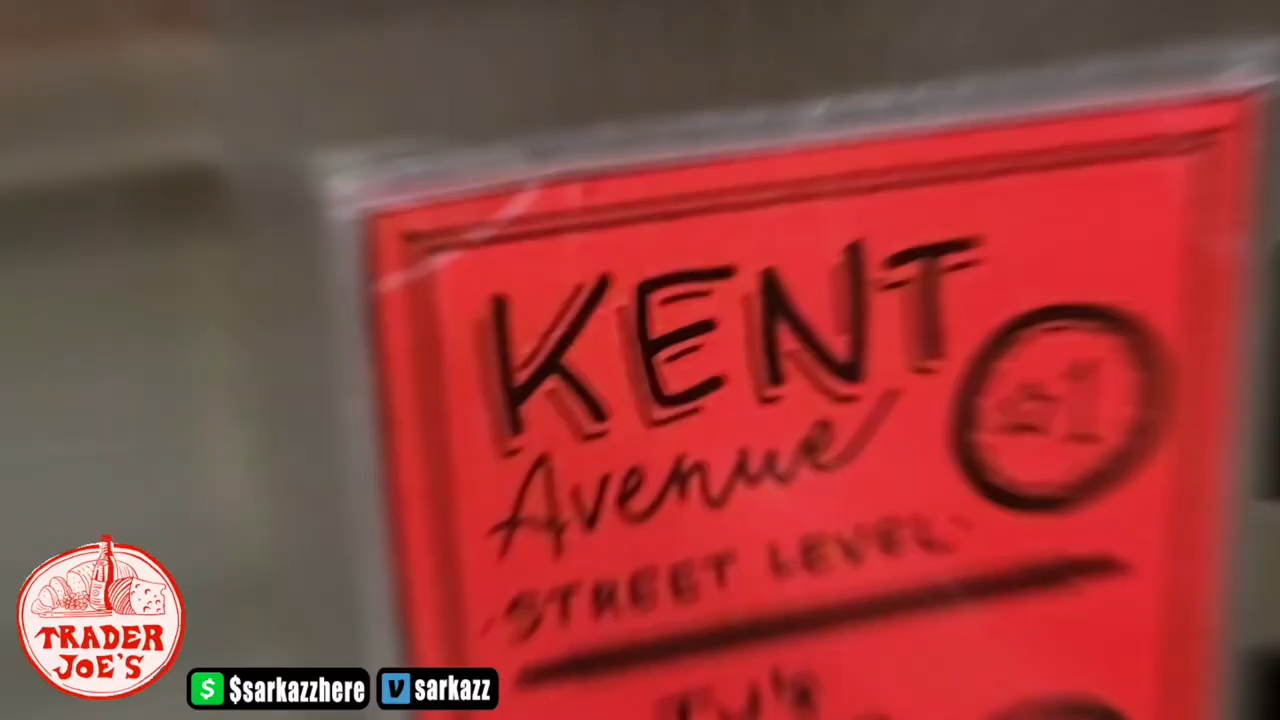 KENT
Avenue
STREET LEVEL
TRADER
JOE'S
$sarkazzhere
sarkazz